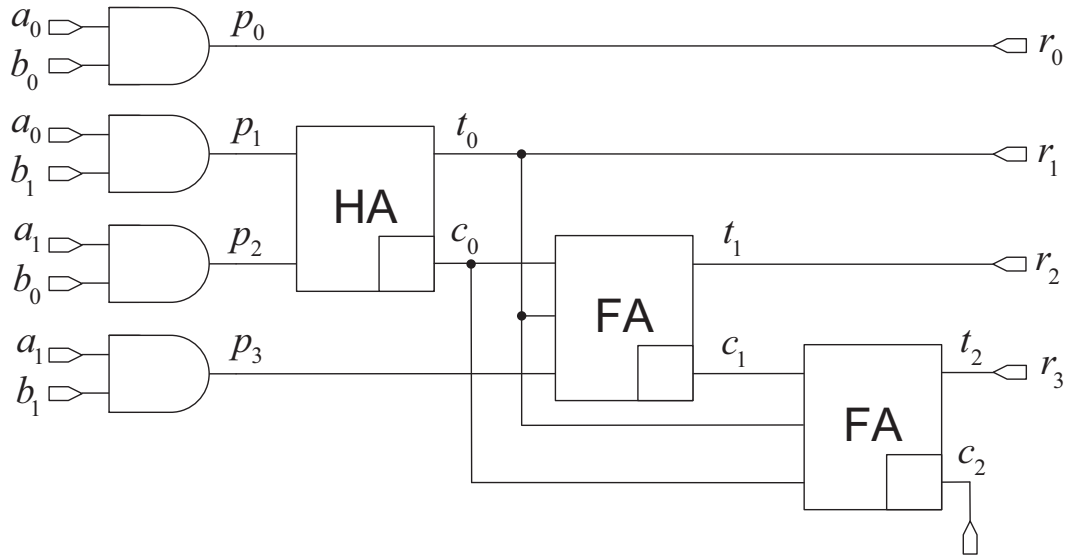 a₀ p₀ r₀
b₀
a₀ p₁ t₀ r₁
b₁ HA
a₁ p₂ c₀ t₁ r₂
b₀ FA
a₁ p₃ c₁ t₂ r₃
b₁ FA
c₂